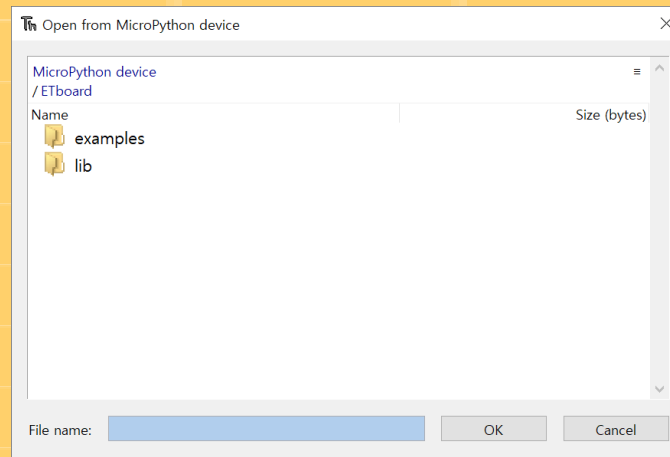 Open from MicroPython device
MicroPython device
/ ETboard
Name Size (bytes)
examples
lib
File name: OK Cancel